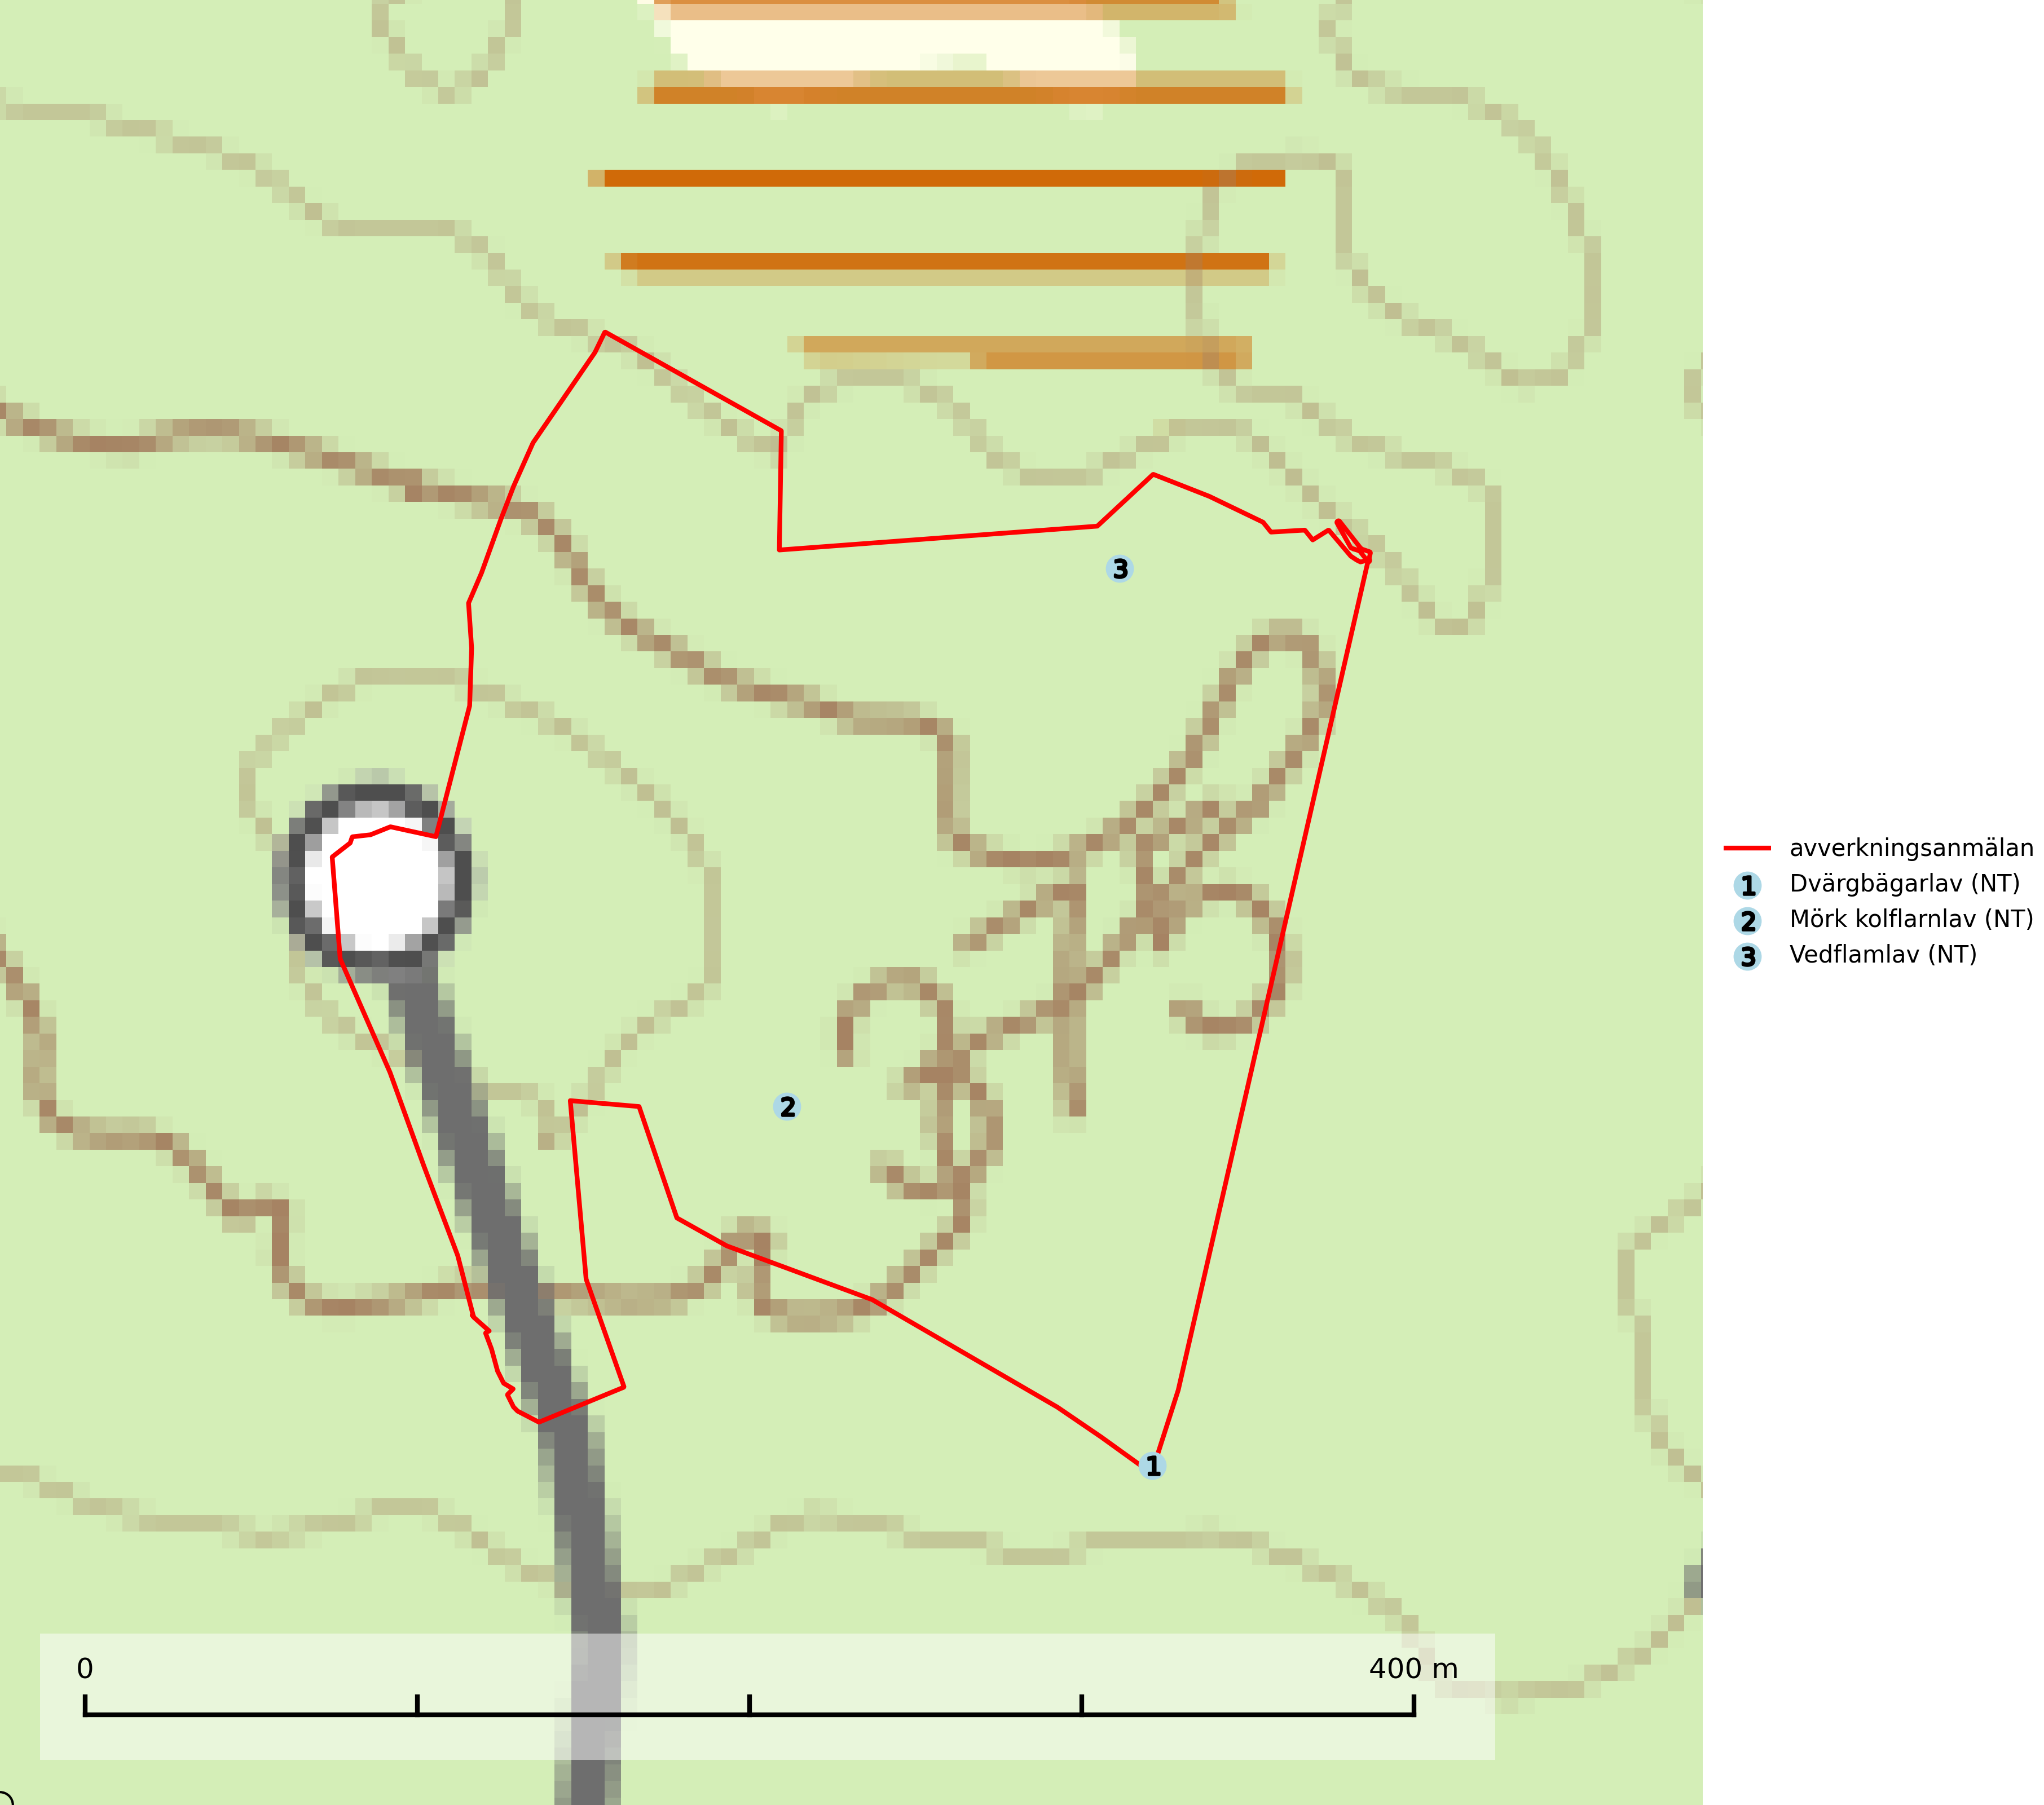 3
2
1
0
400 m
avverkningsanmälan
1 Dvärgbägarlav (NT)
2 Mörk kolflarnlav (NT)
3 Vedflamlav (NT)